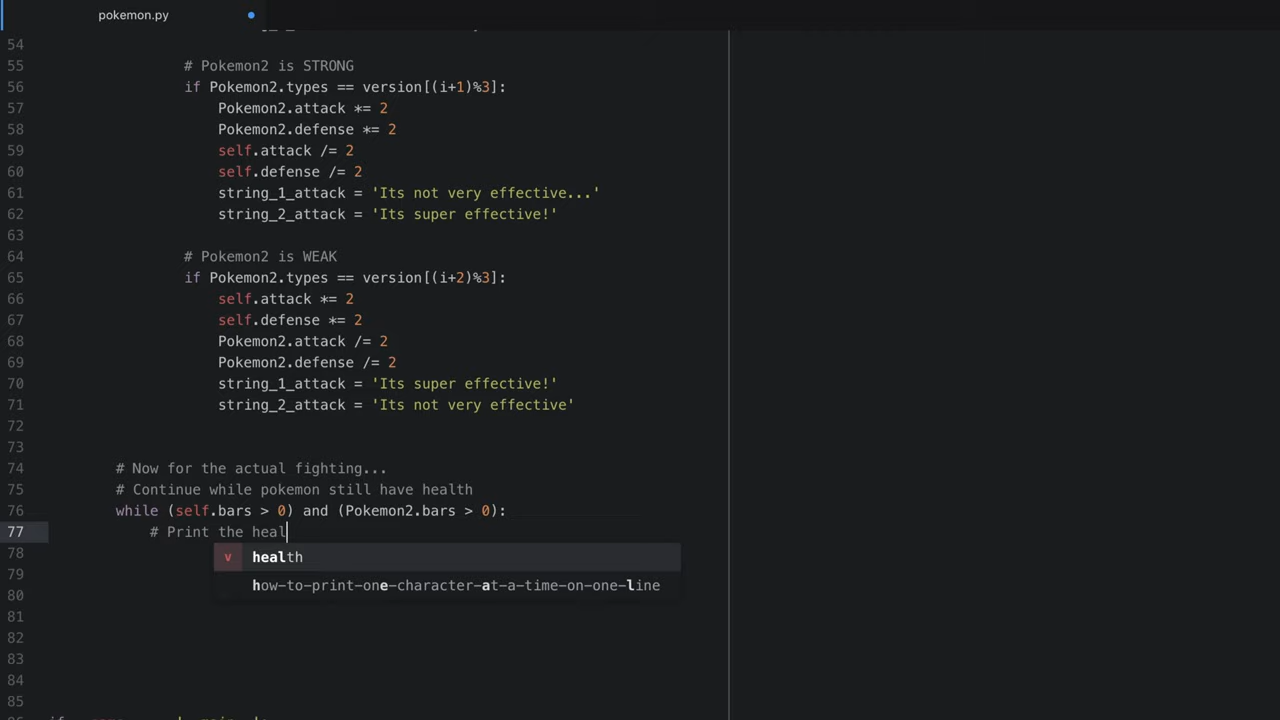 pokemon.py
54
55 # Pokemon2 is STRONG
56 if Pokemon2.types == version[(i+1)%3]:
57 Pokemon2.attack *= 2
58 Pokemon2.defense *= 2
59 self.attack /= 2
60 self.defense /= 2
61 string_1_attack = 'Its not very effective...'
62 string_2_attack = 'Its super effective!'
63
64 # Pokemon2 is WEAK
65 if Pokemon2.types == version[(i+2)%3]:
66 self.attack *= 2
67 self.defense *= 2
68 Pokemon2.attack /= 2
69 Pokemon2.defense /= 2
70 string_1_attack = 'Its super effective!'
71 string_2_attack = 'Its not very effective'
72
73
74 # Now for the actual fighting...
75 # Continue while pokemon still have health
76 while (self.bars > 0) and (Pokemon2.bars > 0):
77 # Print the heal
78 v health
79 how-to-print-one-character-at-a-time-on-one-line
80
81
82
83
84
85